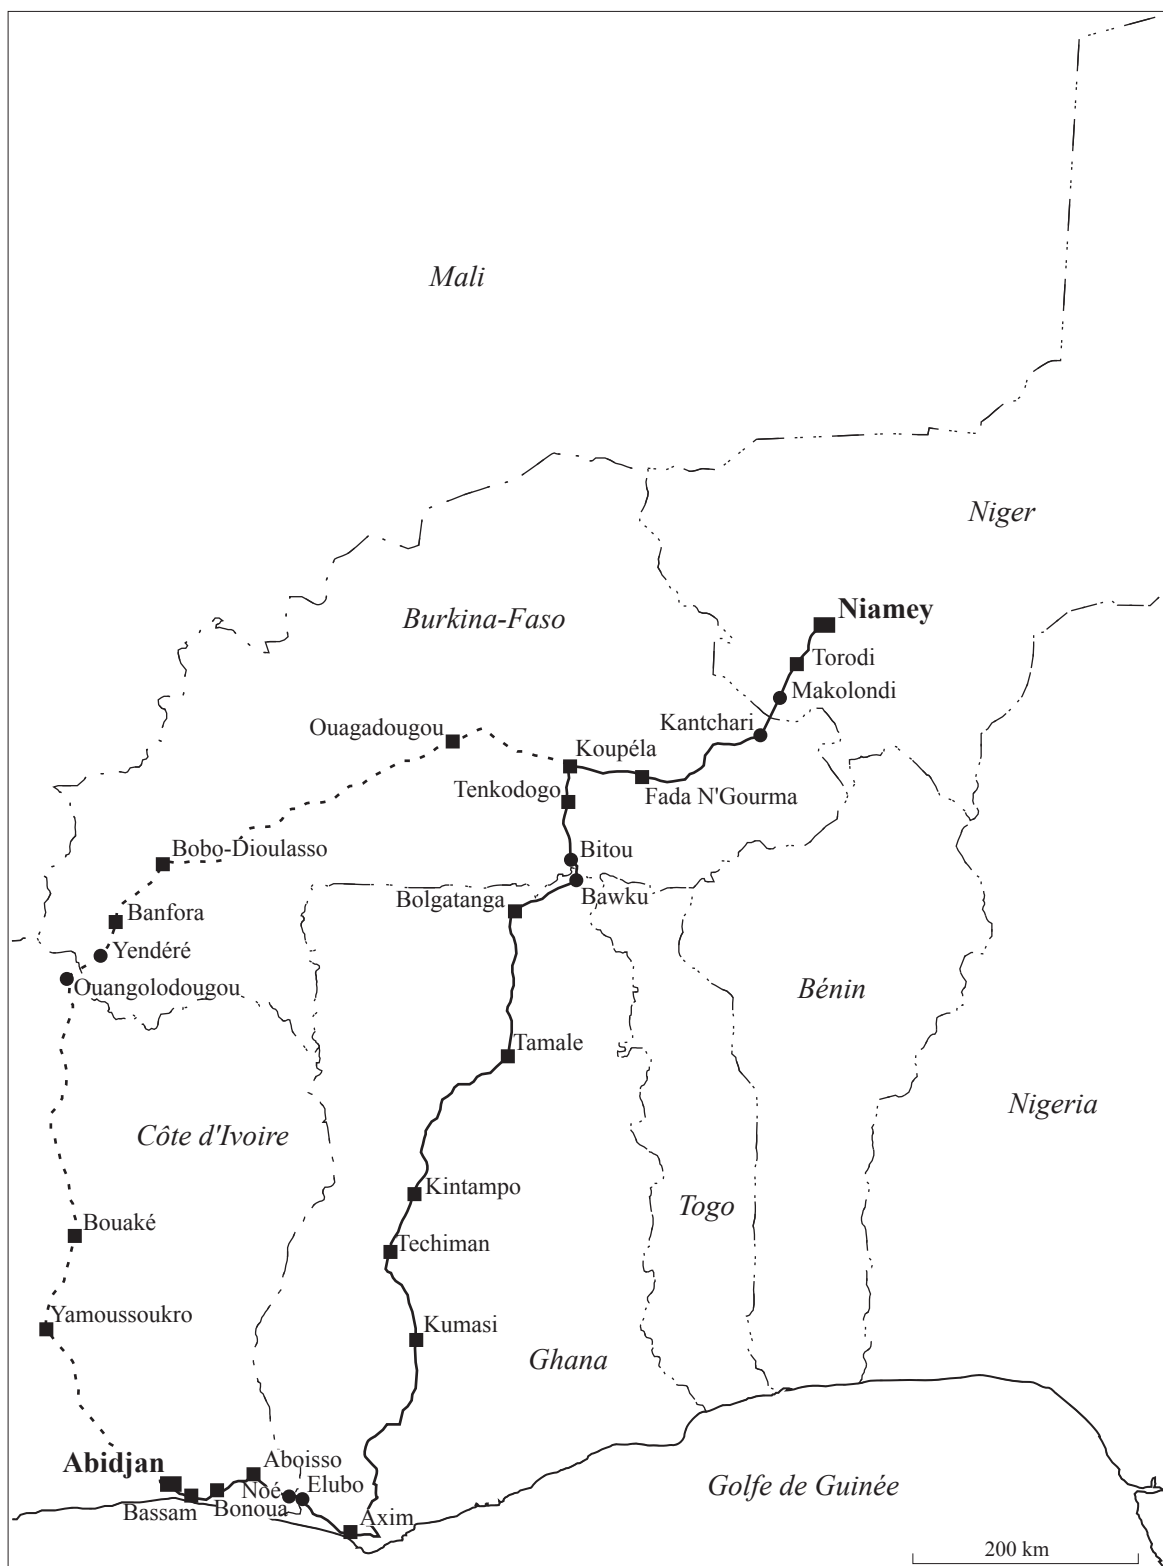 Mali
Niger
Niamey
Burkina-Faso
Torodi
Makolondi
Kantchari
Ouagadougou
Koupéla
Tenkodogo
Fada N'Gourma
Bobo-Dioulasso
Bitou
Bawku
Bolgatanga
Banfora
Yendéré
Ouangolodougou
Bénin
Tamale
Nigeria
Côte d'Ivoire
Kintampo
Togo
Bouaké
Techiman
Yamoussoukro
Kumasi
Ghana
Abidjan
Aboisso
Noé
Elubo
Golfe de Guinée
Bassam
Bonoua
Axim
200 km